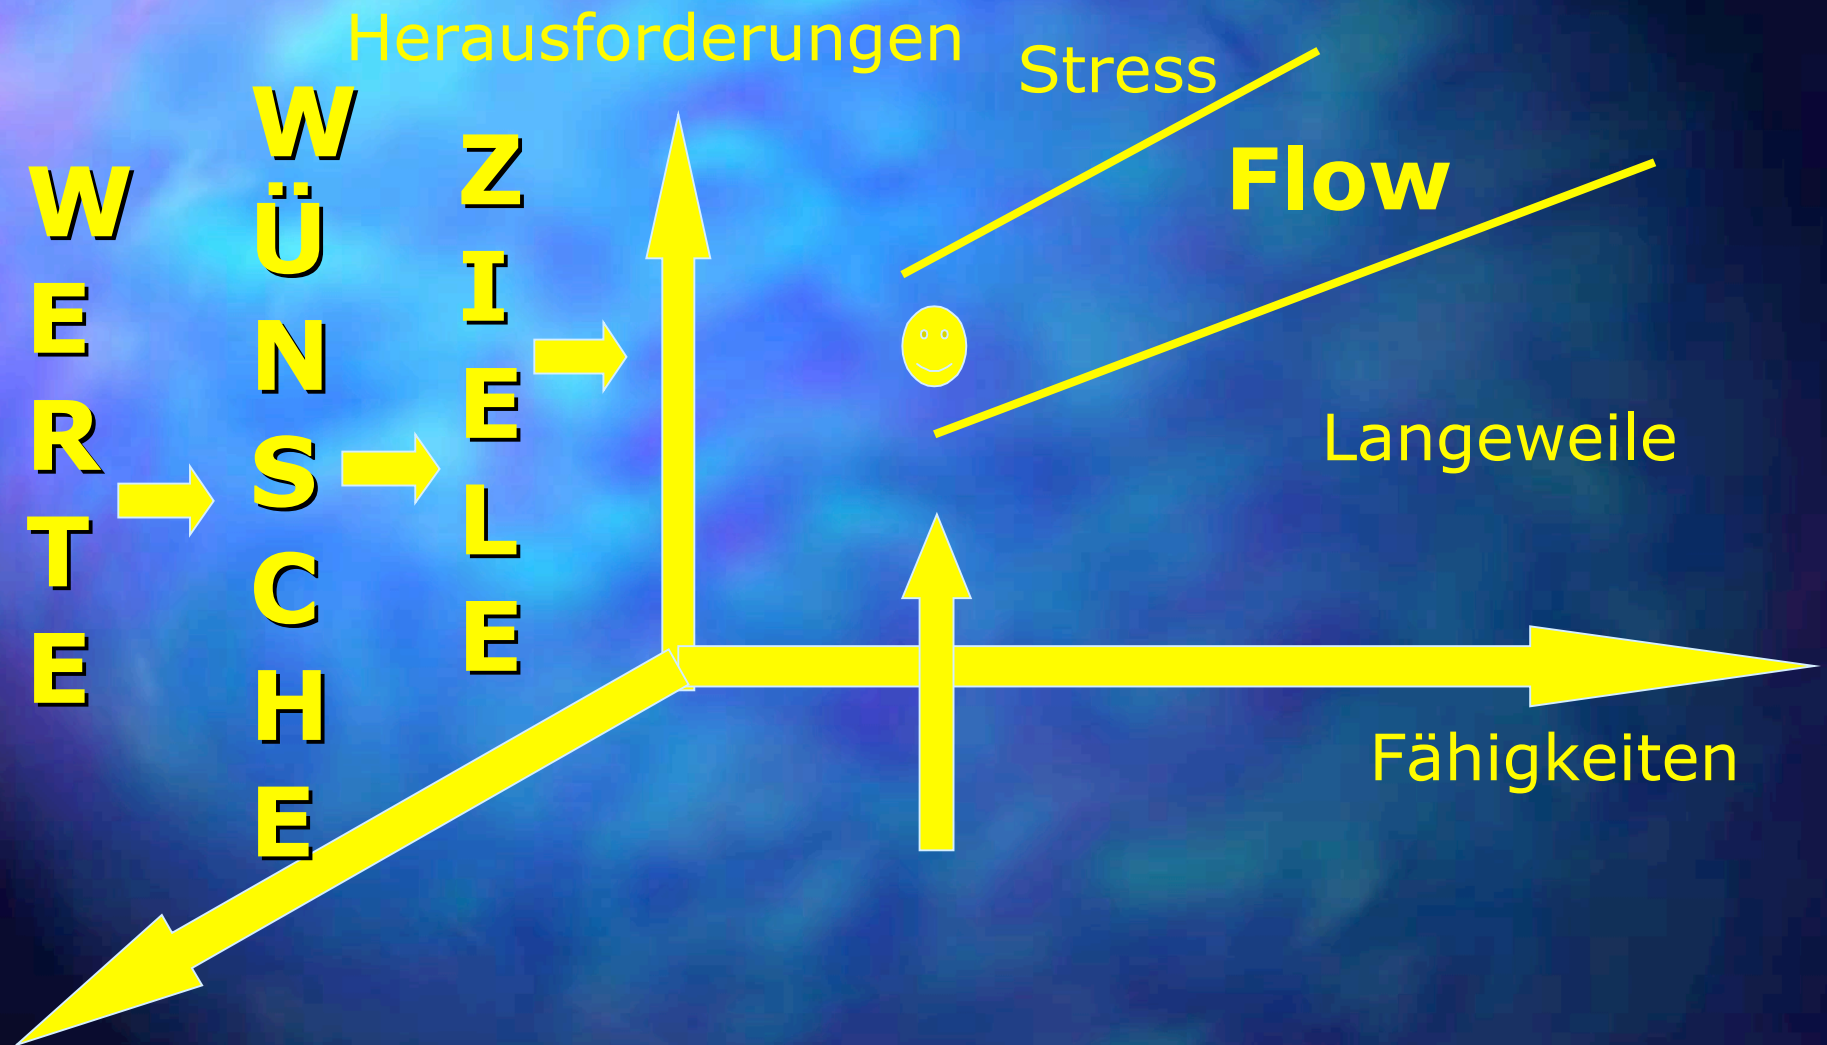 Herausforderungen
Stress
Flow
WERTE
WÜNSCHE
ZIELE
Langeweile
Fähigkeiten